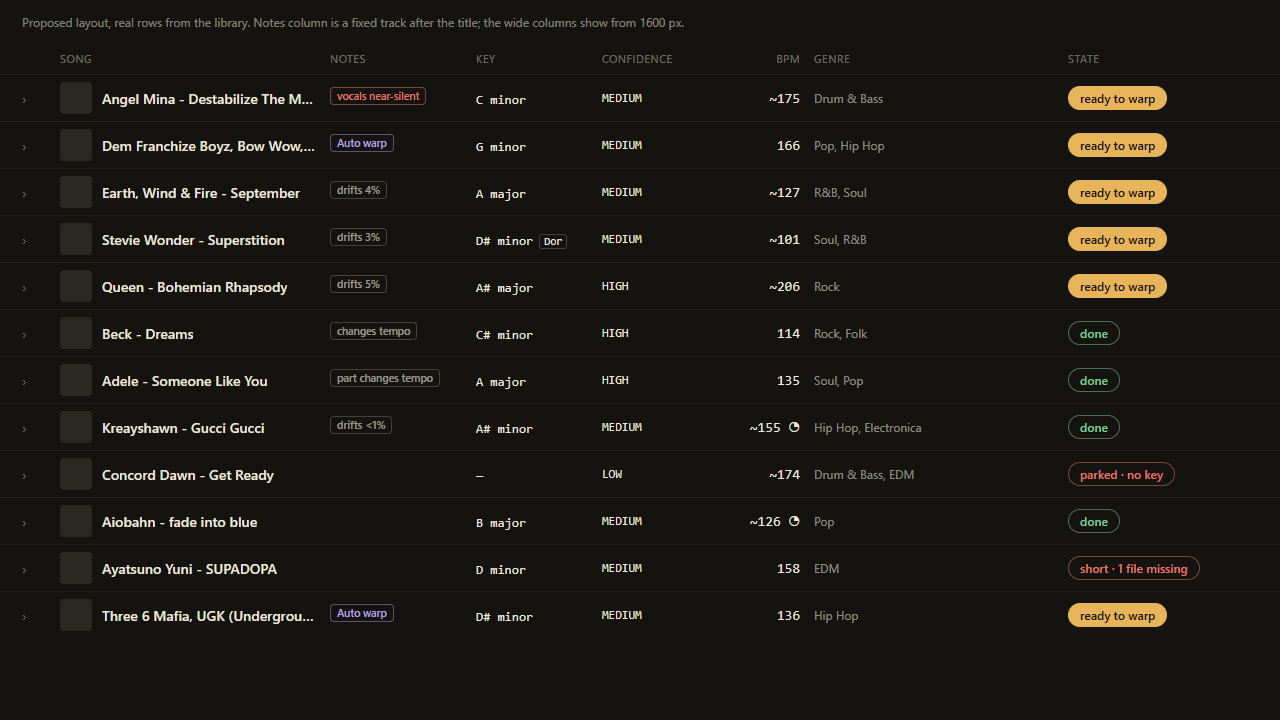 Proposed layout, real rows from the library. Notes column is a fixed track after the title; the wide columns show from 1600 px.
SONG NOTES KEY CONFIDENCE BPM GENRE STATE
› Angel Mina - Destabilize The M... vocals near-silent C minor MEDIUM ~175 Drum & Bass ready to warp
› Dem Franchize Boyz, Bow Wow,... Auto warp G minor MEDIUM 166 Pop, Hip Hop ready to warp
› Earth, Wind & Fire - September drifts 4% A major MEDIUM ~127 R&B, Soul ready to warp
› Stevie Wonder - Superstition drifts 3% D# minor Dor MEDIUM ~101 Soul, R&B ready to warp
› Queen - Bohemian Rhapsody drifts 5% A# major HIGH ~206 Rock ready to warp
› Beck - Dreams changes tempo C# minor HIGH 114 Rock, Folk done
› Adele - Someone Like You part changes tempo A major HIGH 135 Soul, Pop done
› Kreayshawn - Gucci Gucci drifts <1% A# minor MEDIUM ~155 ◔ Hip Hop, Electronica done
› Concord Dawn - Get Ready — LOW ~174 Drum & Bass, EDM parked · no key
› Aiobahn - fade into blue B major MEDIUM ~126 ◔ Pop done
› Ayatsuno Yuni - SUPADOPA D minor MEDIUM 158 EDM short · 1 file missing
› Three 6 Mafia, UGK (Undergrou... Auto warp D# minor MEDIUM 136 Hip Hop ready to warp